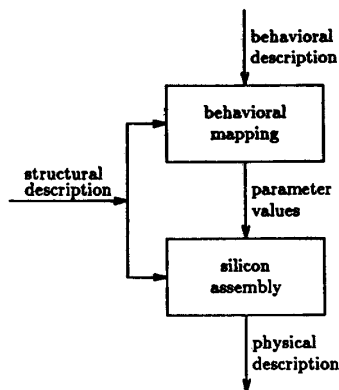 behavioral
description
behavioral
mapping
structural
description
parameter
values
silicon
assembly
physical
description